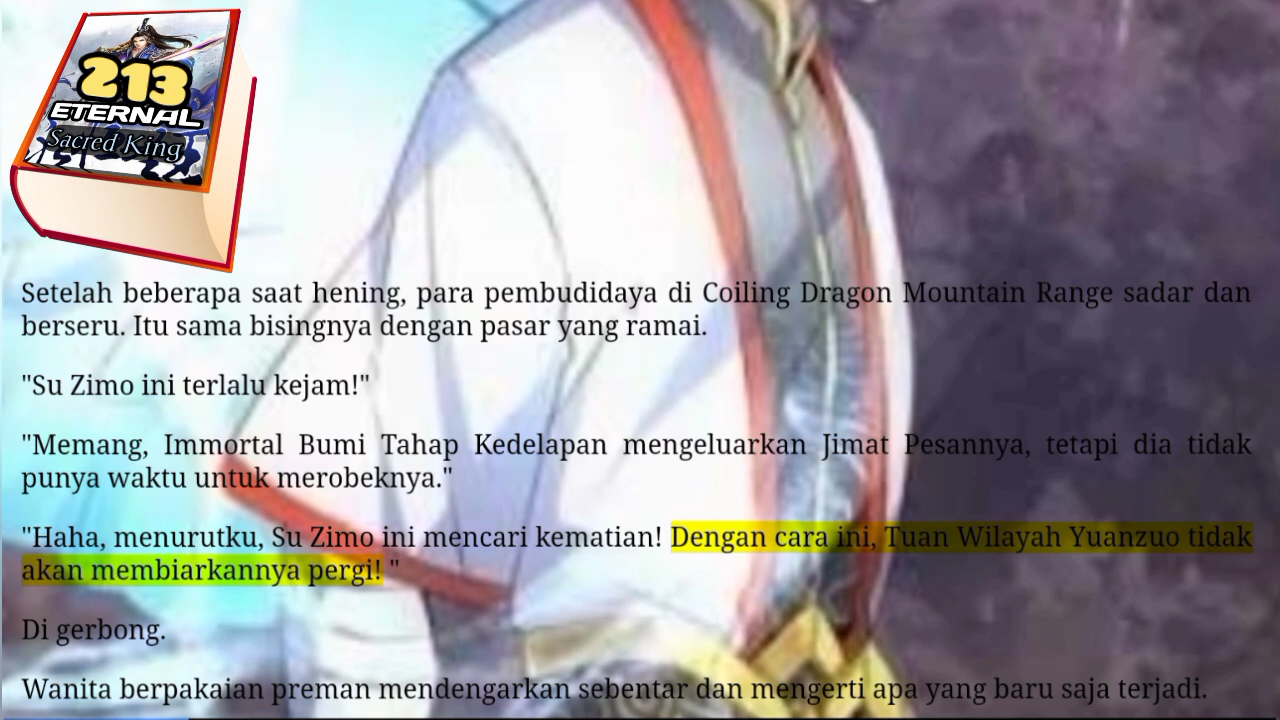 213
ETERNAL
Sacred King
Setelah beberapa saat hening, para pembudidaya di Coiling Dragon Mountain Range sadar dan
berseru. Itu sama bisingnya dengan pasar yang ramai.
"Su Zimo ini terlalu kejam!"
"Memang, Immortal Bumi Tahap Kedelapan mengeluarkan Jimat Pesannya, tetapi dia tidak
punya waktu untuk merobeknya."
"Haha, menurutku, Su Zimo ini mencari kematian! Dengan cara ini, Tuan Wilayah Yuanzuo tidak
akan membiarkannya pergi! "
Di gerbong.
Wanita berpakaian preman mendengarkan sebentar dan mengerti apa yang baru saja terjadi.